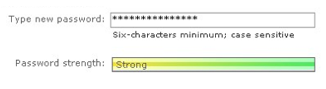 Type new password: ***************
Six-characters minimum; case sensitive
Password strength: Strong